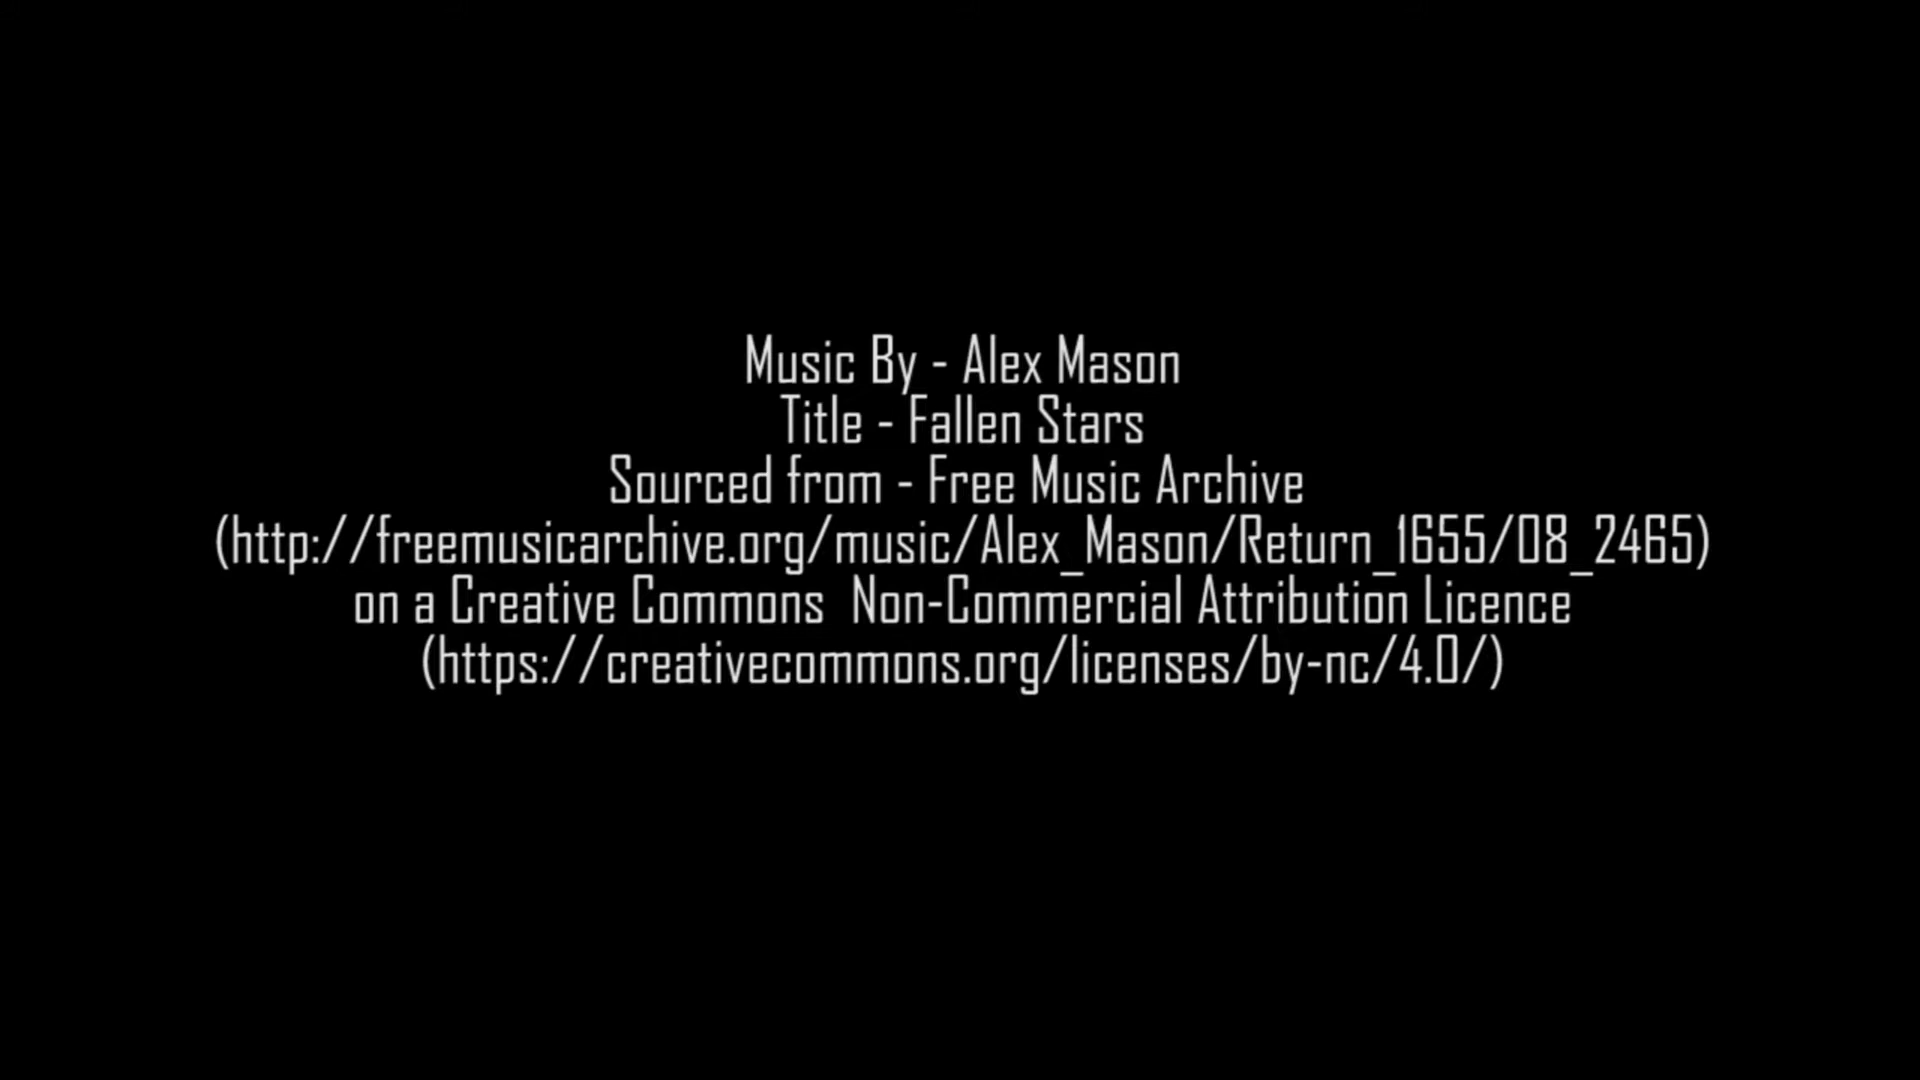 Music By - Alex Mason
Title - Fallen Stars
Sourced from - Free Music Archive
(http://freemusicarchive.org/music/Alex_Mason/Return_1655/08_2465)
on a Creative Commons  Non-Commercial Attribution Licence
(https://creativecommons.org/licenses/by-nc/4.0/)